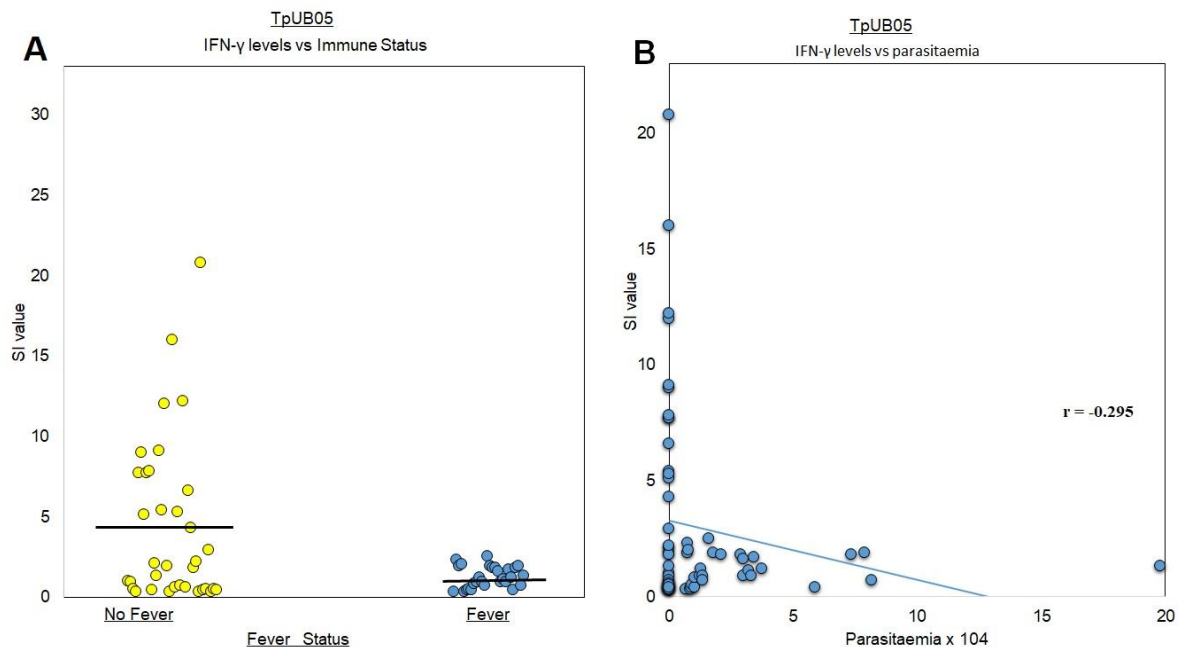 TpUB05
A
IFN-γ levels vs Immune Status
30
25
20
15
10
5
0
SI value
No Fever
Fever
Fever Status
TpUB05
B
IFN-γ levels vs parasitaemia
20
15
10
5
0
SI value
r = -0.295
0
5
10
15
20
Parasitaemia x 104